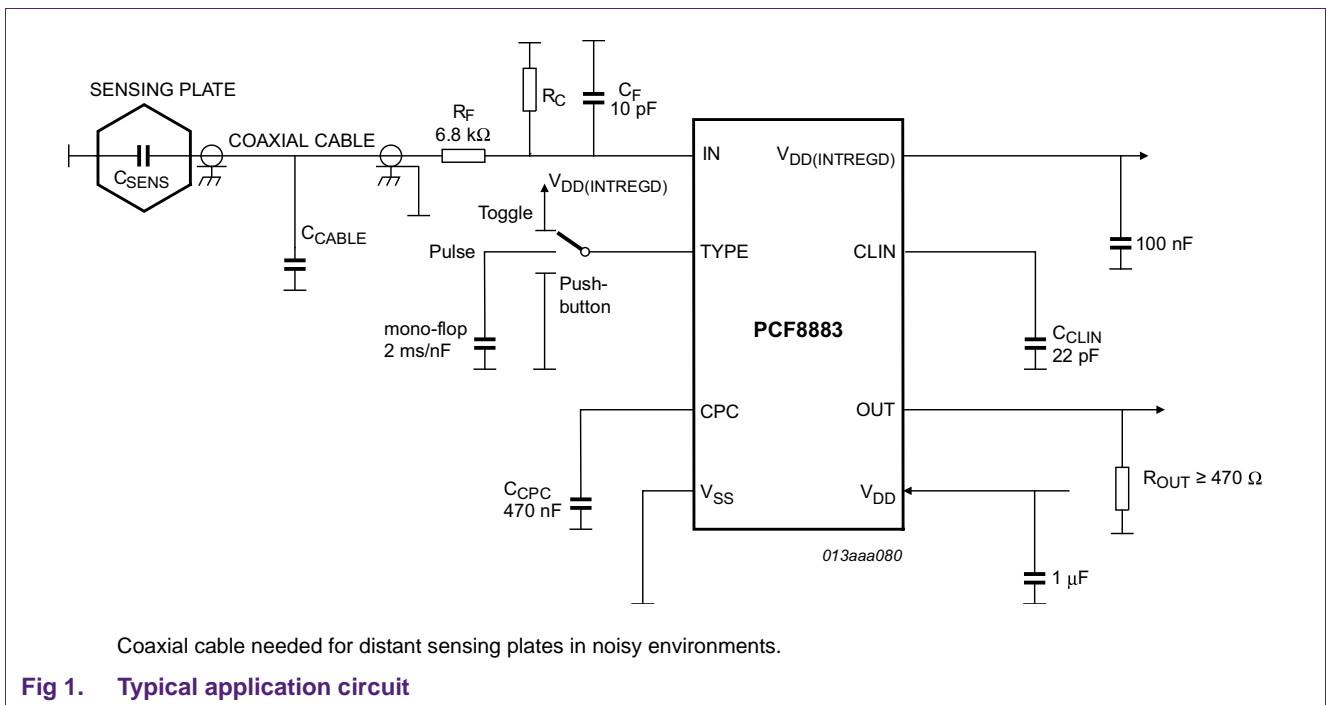 SENSING PLATE
CSENS
COAXIAL CABLE
CCABLE
RF
6.8 kΩ
RC
CF
10 pF
VDD(INTREGD)
Toggle
Pulse
Push-
button
mono-flop
2 ms/nF
CCPC
470 nF
IN
TYPE
CPC
VSS
PCF8883
VDD(INTREGD)
CLIN
OUT
VDD
100 nF
CCLIN
22 pF
ROUT ≥ 470 Ω
1 μF
013aaa080
Coaxial cable needed for distant sensing plates in noisy environments.
Fig 1. Typical application circuit